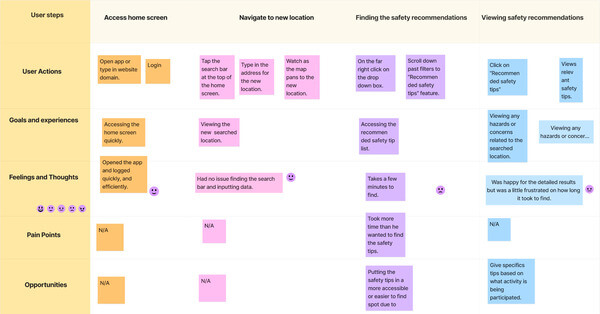 User steps
Access home screen
Navigate to new location
Finding the safety recommendations
Viewing safety recommendations
User Actions
Open app or
type in website
domain.
Login
Tap the
search bar
at the top of
the home
screen.
Type in the
address for
the new
location.
Watch as
the map
pans to the
new
location.
On the far
right click on
the drop
down box.
Scroll down
past filters to
"Recommen
ded safety
tips" feature.
Click on
"Recommen
ded safety
tips"
Views
relev
ant
safety
tips.
Goals and experiences
Accessing the
home screen
quickly.
Viewing the
new searched
location.
Accessing the
recommen
ded safety tip
list.
Viewing any
hazards or
concerns
related to the
searched
location.
Viewing any
hazards or concer...
Feelings and Thoughts
Opened the app
and logged
quickly, and
efficiently.
Had no issue finding the search
bar and inputting data.
Takes a few
minutes to
find.
Was happy for the detailed results
but was a little frustrated on how long
it took to find.
Pain Points
N/A
N/A
Took more
time than he
wanted to find
the safety
tips.
N/A
Opportunities
N/A
N/A
Putting the
safety tips in
a more accessible
or easier to find
spot due to
Give specifics
tips based on
what activity is
being
participated.